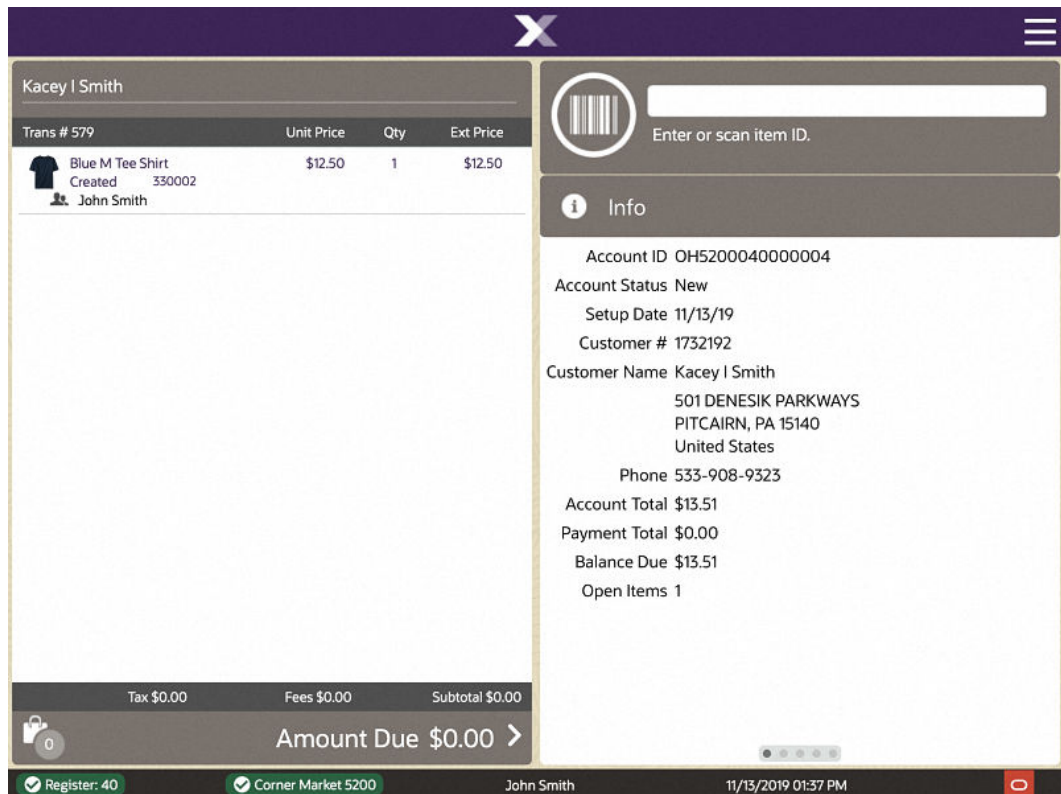 Kacey I Smith
Trans # 579 Unit Price Qty Ext Price
Blue M Tee Shirt $12.50 1 $12.50
Created 330002
John Smith
Tax $0.00 Fees $0.00 Subtotal $0.00
0 Amount Due $0.00
Enter or scan item ID.
Info
Account ID OH5200040000004
Account Status New
Setup Date 11/13/19
Customer # 1732192
Customer Name Kacey I Smith
501 DENESIK PARKWAYS
PITCAIRN, PA 15140
United States
Phone 533-908-9323
Account Total $13.51
Payment Total $0.00
Balance Due $13.51
Open Items 1
Register: 40 Corner Market 5200 John Smith 11/13/2019 01:37 PM